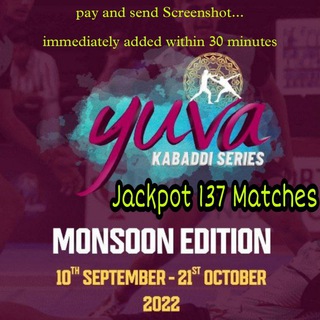 pay and send Screenshot...
immediately added within 30 minutes
yuva
KABADDI SERIES
Jackpot 137 Matches
MONSOON EDITION
10TH SEPTEMBER - 21ST OCTOBER
2022